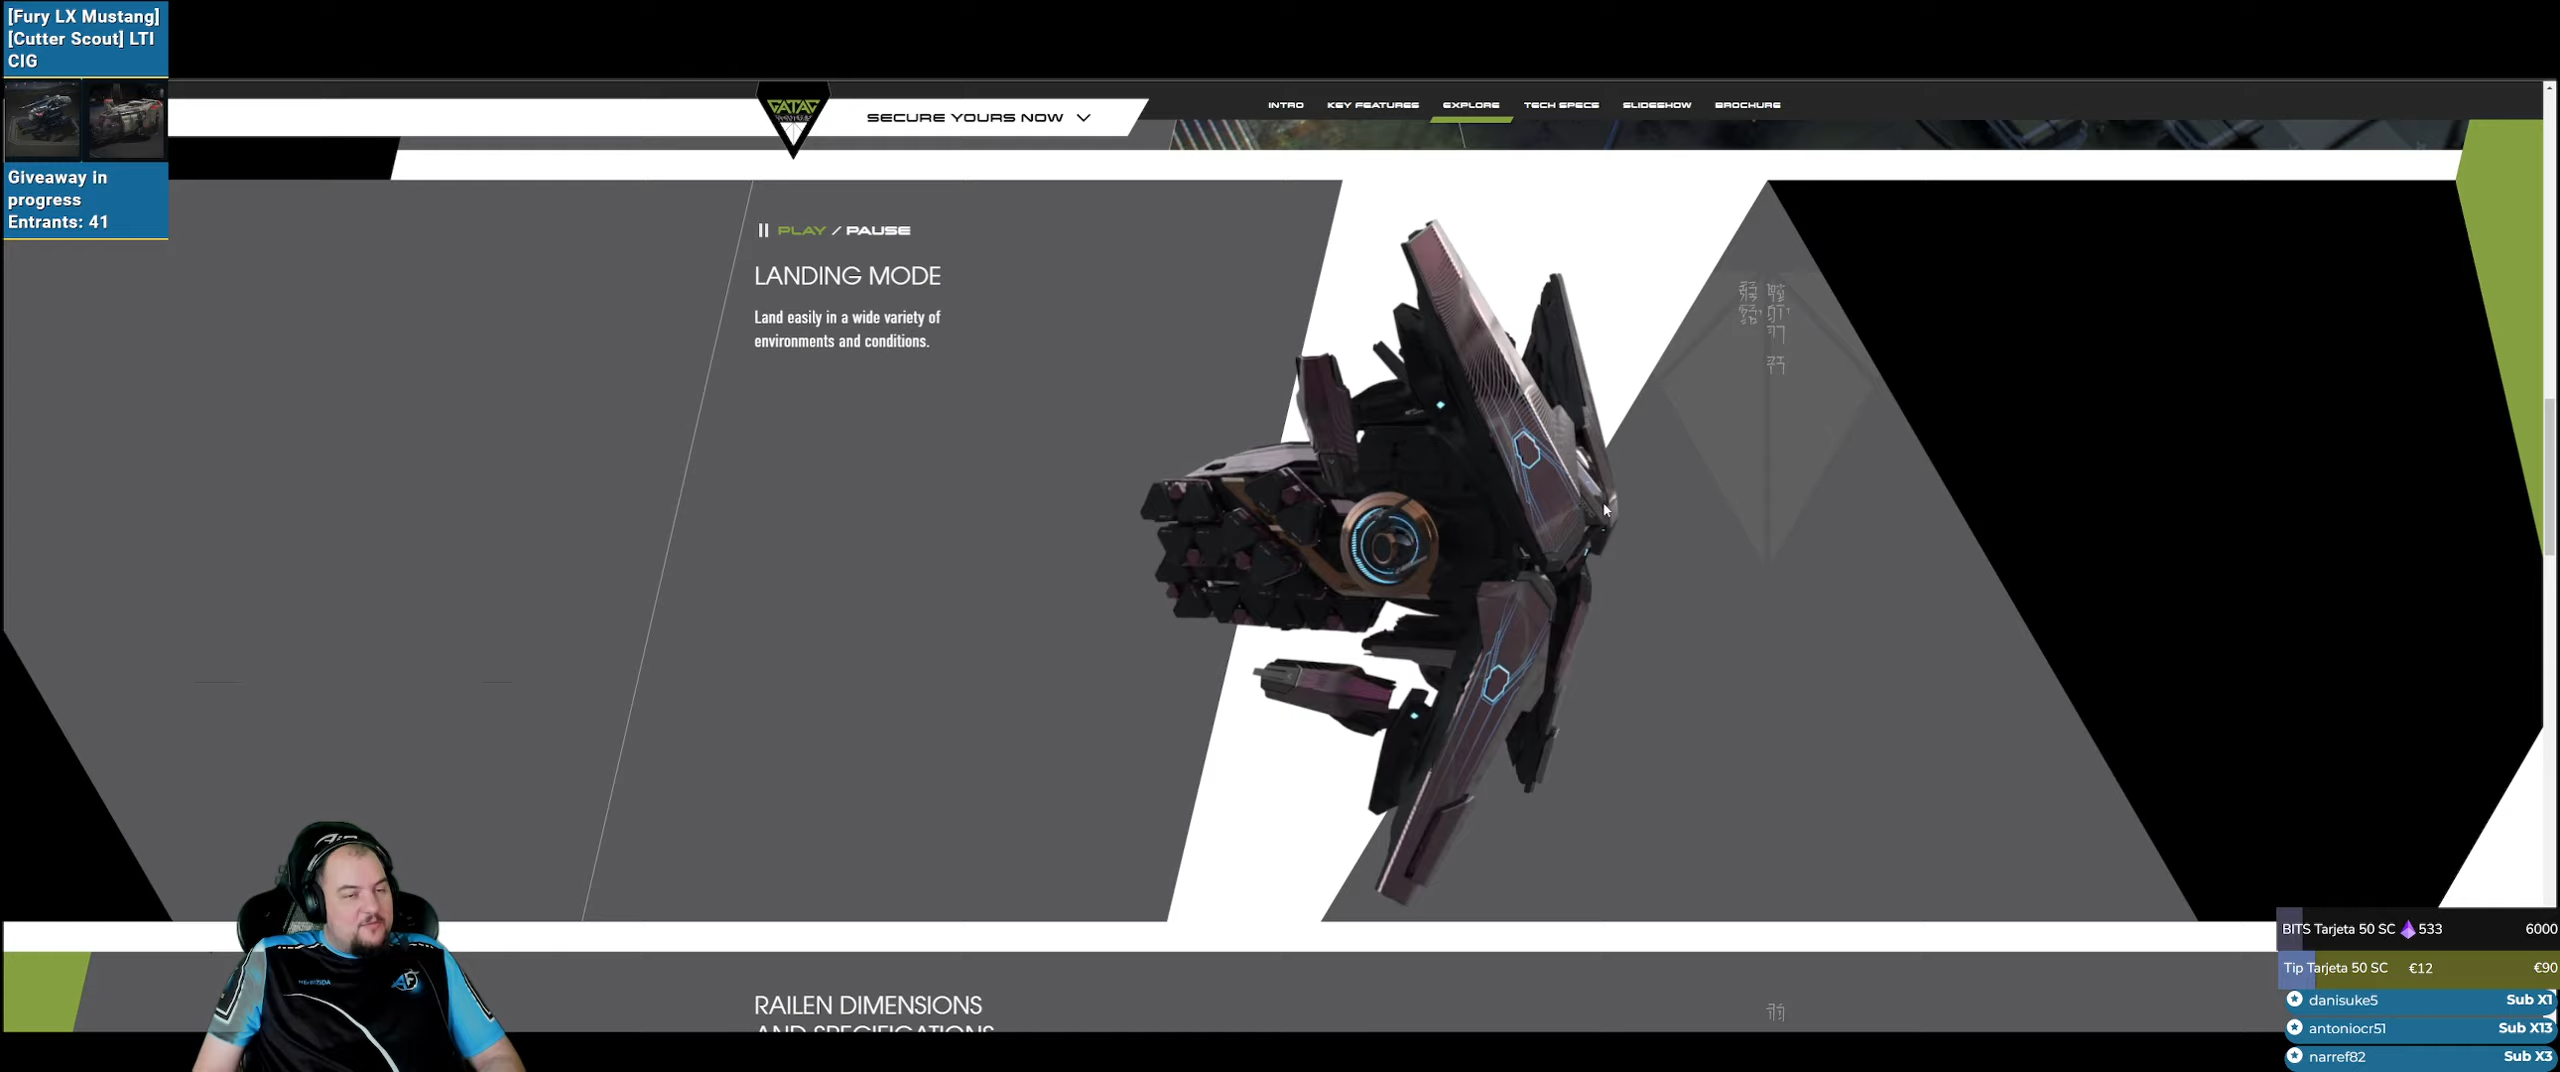 [Fury LX Mustang]
[Cutter Scout] LTI
CIG
Giveaway in
progress
Entrants: 41
GATAC
SECURE YOURS NOW
INTRO
KEY FEATURES
EXPLORE
TECH SPECS
SLIDESHOW
BROCHURE
PLAY / PAUSE
LANDING MODE
Land easily in a wide variety of
environments and conditions.
RAILEN DIMENSIONS
AND SPECIFICATIONS
BITS Tarjeta 50 SC 533 6000
Tip Tarjeta 50 SC €12 €90
danisuke5 Sub X1
antoniocr51 Sub X13
narref82 Sub X3